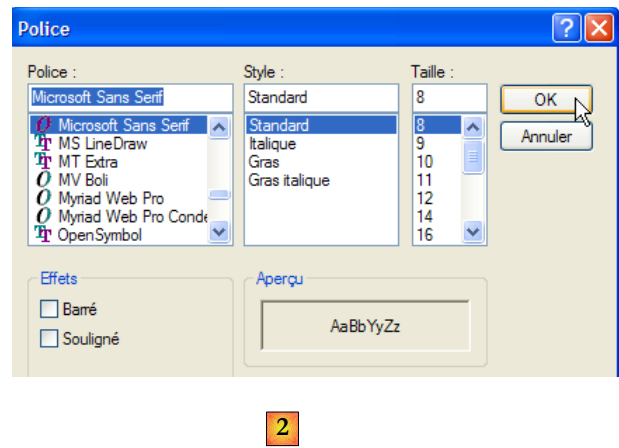 Police
Police :
Style :
Taille :
Microsoft Sans Serif
Standard
8
OK
Annuler
Microsoft Sans Serif
MS LineDraw
MT Extra
MV Boli
Myriad Web Pro
Myriad Web Pro Conde
OpenSymbol
Standard
Italique
Gras
Gras italique
8
9
10
11
12
14
16
Effets
Barré
Souligné
Aperçu
AaBbYyZz
2